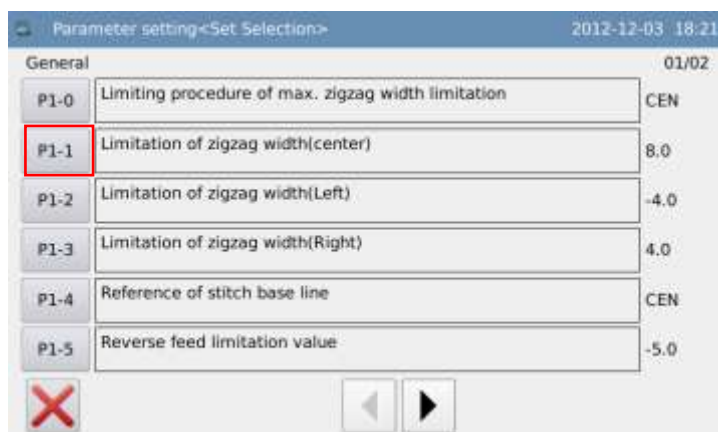 Parameter setting<Set Selection> 2012-12-03 18:21
General 01/02
P1-0 Limiting procedure of max. zigzag width limitation CEN
P1-1 Limitation of zigzag width(center) 8.0
P1-2 Limitation of zigzag width(Left) -4.0
P1-3 Limitation of zigzag width(Right) 4.0
P1-4 Reference of stitch base line CEN
P1-5 Reverse feed limitation value -5.0